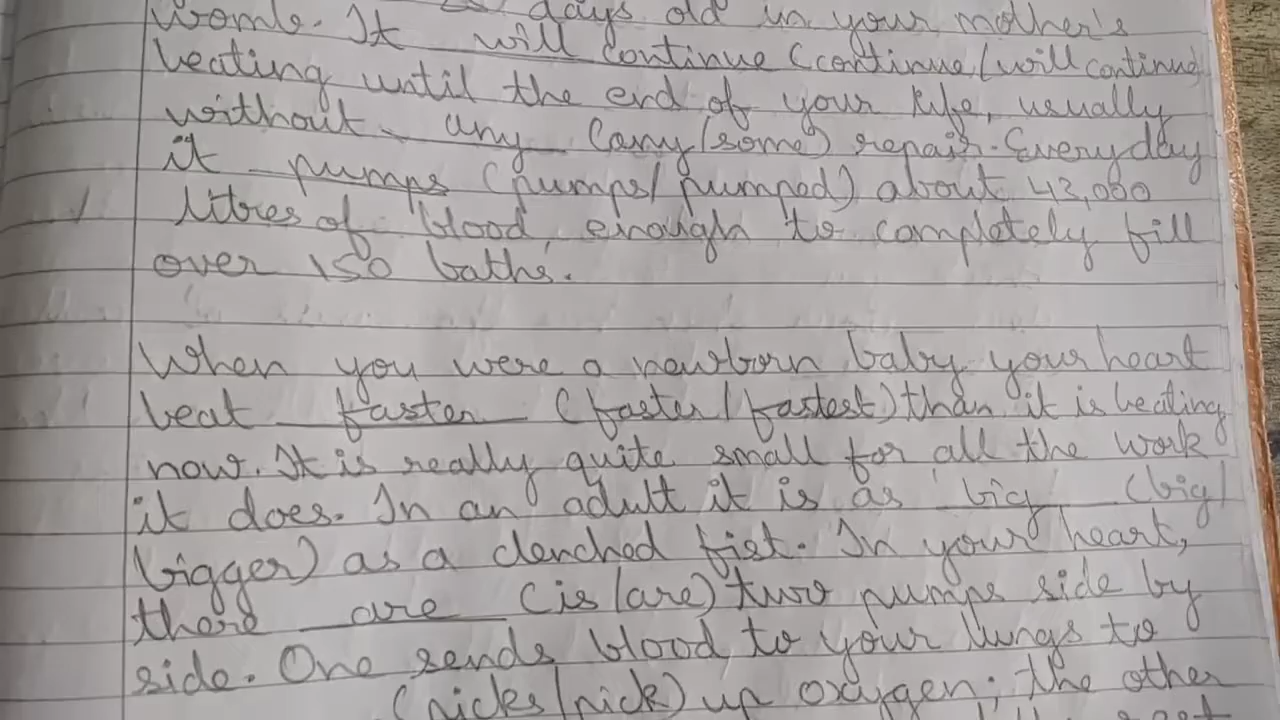 womb. It days old in your mother's
will continue (continue/will continue)
beating until the end of your life, usually
without any (any/some) repair. Everyday
it pumps (pumps/pumped) about 43,000
litres of blood, enough to completely fill
over 150 baths.
When you were a newborn baby your heart
beat faster (faster/fastest) than it is beating
now. It is really quite small for all the work
it does. In an adult it is as big (big/
bigger) as a clenched fist. In your heart,
there are (is/are) two pumps side by
side. One sends blood to your lungs to
(picks/pick) up oxygen; the other